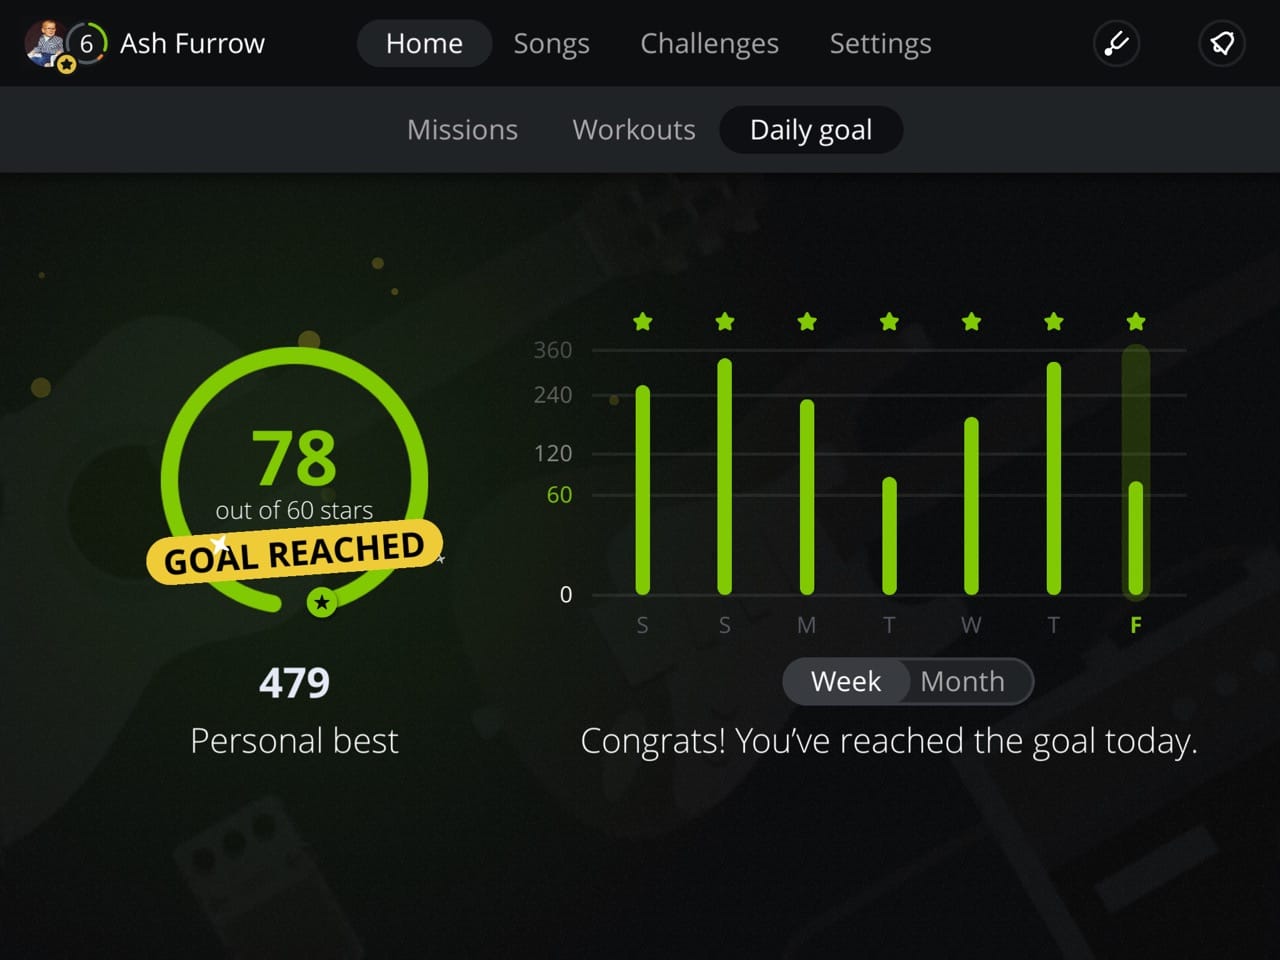 6 Ash Furrow Home Songs Challenges Settings
Missions Workouts Daily goal
78
out of 60 stars
GOAL REACHED
479
Personal best
360
240
120
60
0
S S M T W T F
Week Month
Congrats! You've reached the goal today.